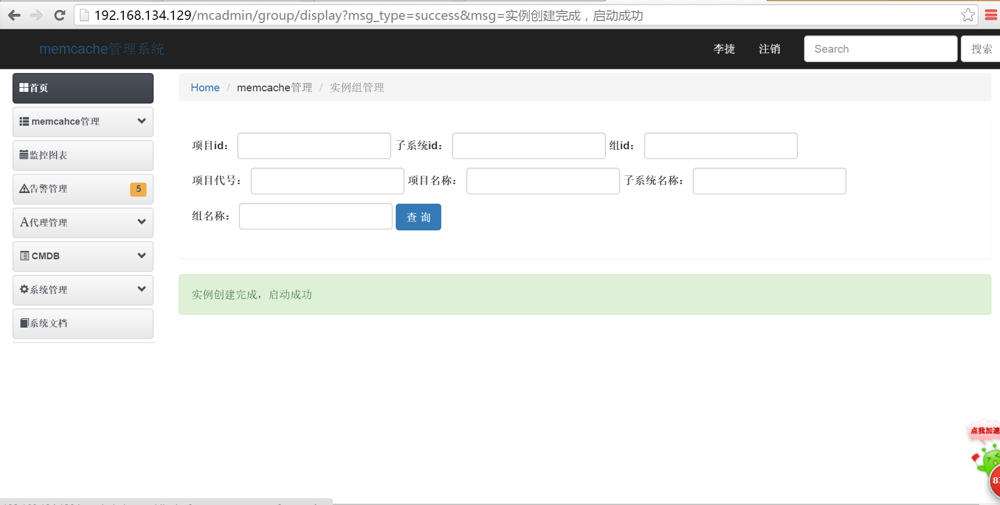 192.168.134.129/mcadmin/group/display?msg_type=success&msg=实例创建完成，启动成功
memcache管理系统 李捷 注销 Search 搜索
首页
memcahce管理
监控图表
告警管理 5
A代理管理
CMDB
系统管理
系统文档
Home / memcache管理 / 实例组管理
项目id： 子系统id： 组id：
项目代号： 项目名称： 子系统名称：
组名称： 查 询
实例创建完成，启动成功
点我加速